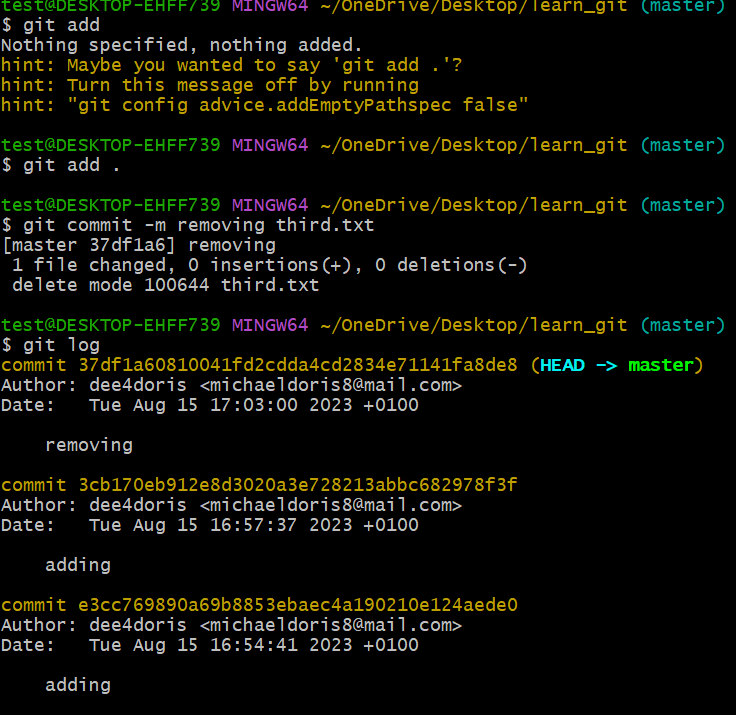 test@DESKTOP-EHFF739 MINGW64 ~/OneDrive/Desktop/learn_git (master)
$ git add
Nothing specified, nothing added.
hint: Maybe you wanted to say 'git add .'?
hint: Turn this message off by running
hint: "git config advice.addEmptyPathspec false"
test@DESKTOP-EHFF739 MINGW64 ~/OneDrive/Desktop/learn_git (master)
$ git add .
test@DESKTOP-EHFF739 MINGW64 ~/OneDrive/Desktop/learn_git (master)
$ git commit -m removing third.txt
[master 37df1a6] removing
 1 file changed, 0 insertions(+), 0 deletions(-)
 delete mode 100644 third.txt
test@DESKTOP-EHFF739 MINGW64 ~/OneDrive/Desktop/learn_git (master)
$ git log
commit 37df1a60810041fd2cdda4cd2834e71141fa8de8 (HEAD -> master)
Author: dee4doris <michaeldoris8@mail.com>
Date:   Tue Aug 15 17:03:00 2023 +0100
    removing
commit 3cb170eb912e8d3020a3e728213abbc682978f3f
Author: dee4doris <michaeldoris8@mail.com>
Date:   Tue Aug 15 16:57:37 2023 +0100
    adding
commit e3cc769890a69b8853ebaec4a190210e124aede0
Author: dee4doris <michaeldoris8@mail.com>
Date:   Tue Aug 15 16:54:41 2023 +0100
    adding